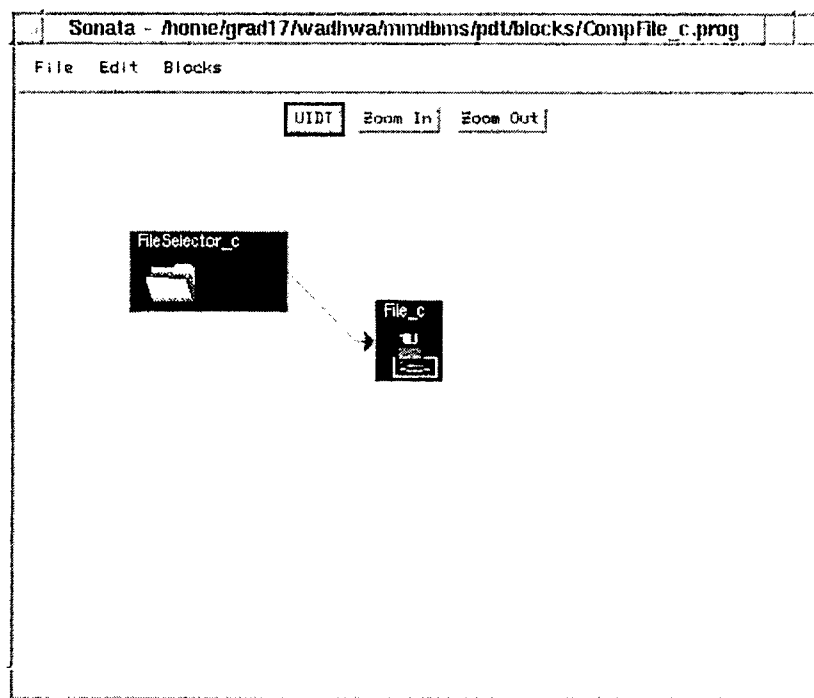 Sonata - /home/grad17/wadhwa/mmdbms/pdt/blocks/CompFile_c.prog
File Edit Blocks
UIDT Zoom In Zoom Out
FileSelector_c
File_c